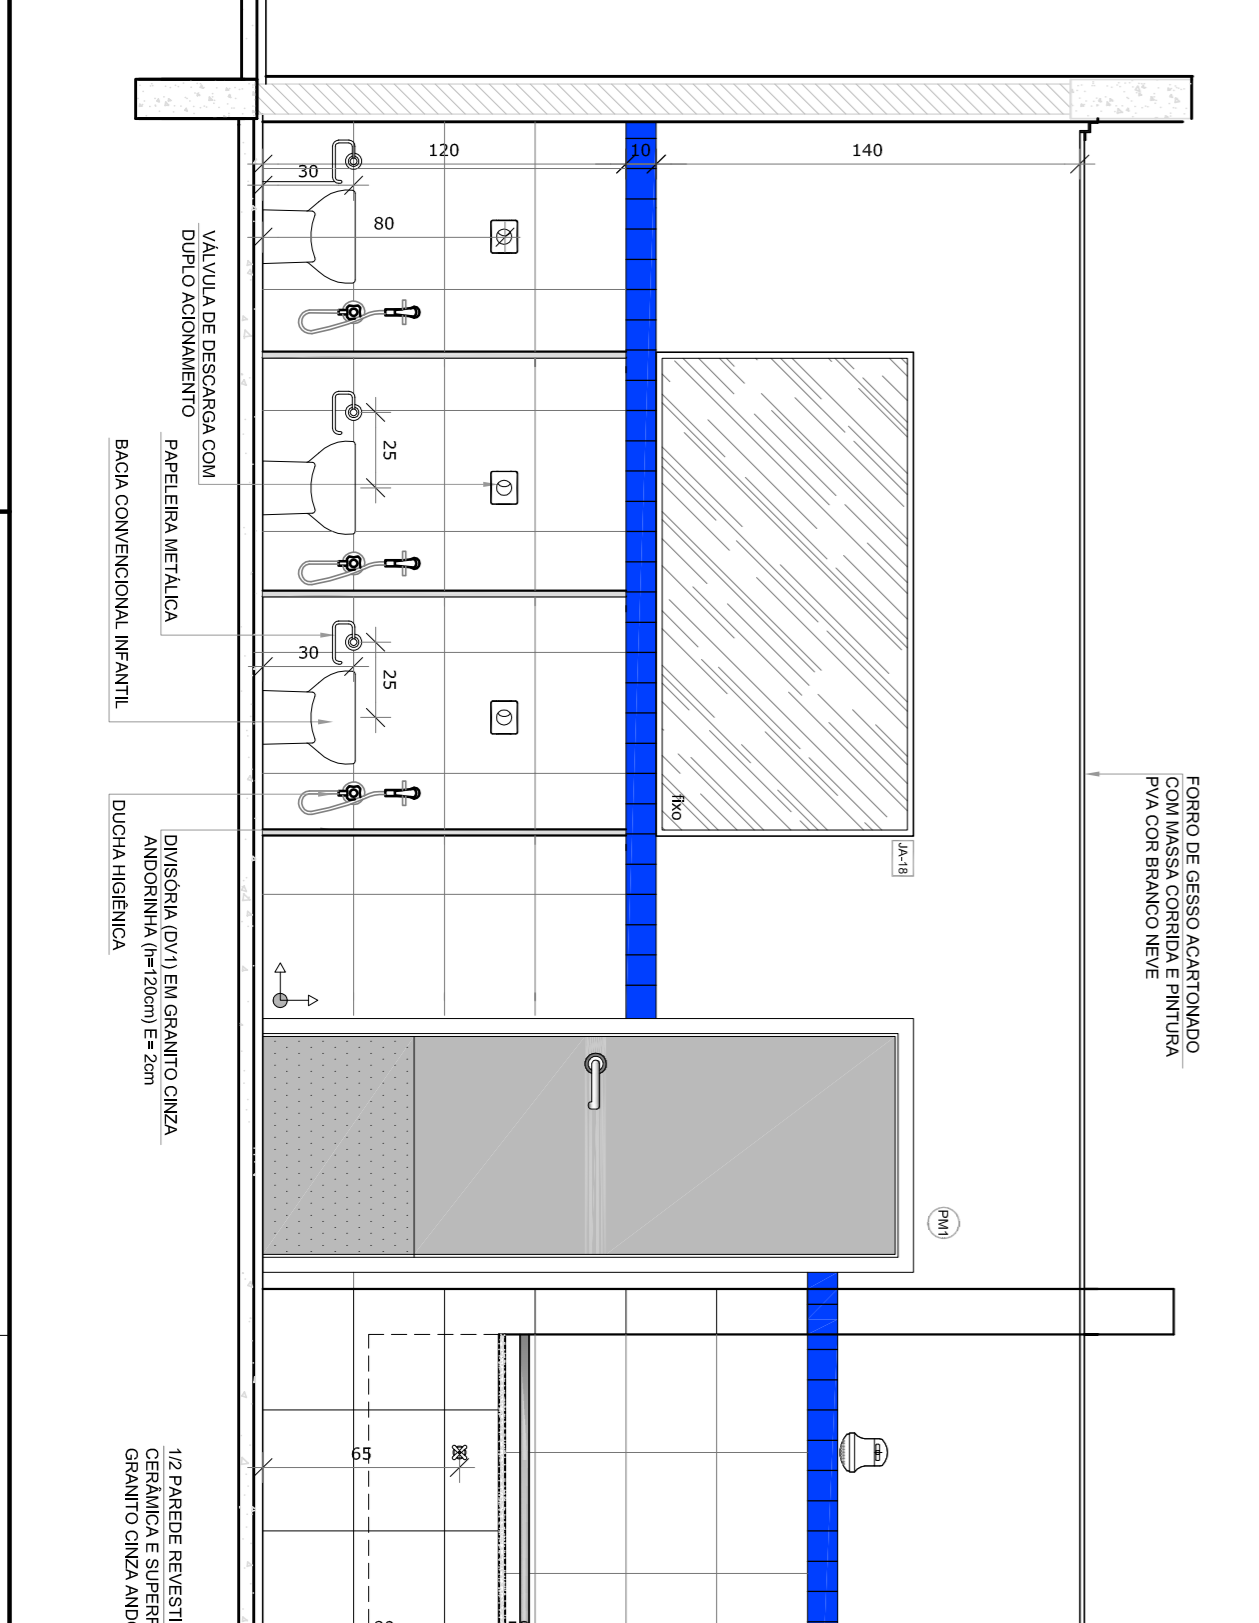 FORRO DE GESSO ACARTONADO
COM MASSA CORRIDA E PINTURA
PVA COR BRANCO NEVE
140
10
120
30
80
25
30
25
fixo
JA-18
PM1
65
VÁLVULA DE DESCARGA COM
DUPLO ACIONAMENTO
PAPELEIRA METÁLICA
BACIA CONVENCIONAL INFANTIL
DIVISÓRIA (DV1) EM GRANITO CINZA
ANDORINHA (h=120cm) E= 2cm
DUCHA HIGIÊNICA
1/2 PAREDE REVESTI
CERÂMICA E SUPERF
GRANITO CINZA AND